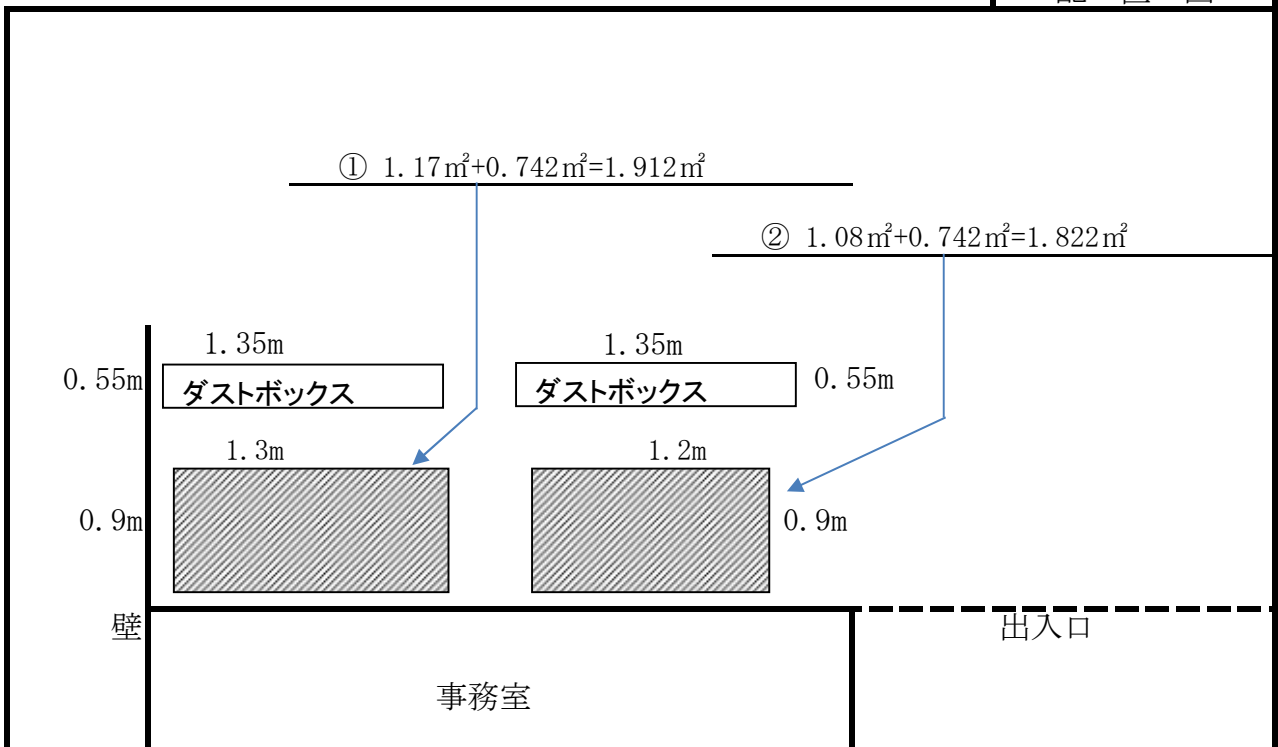 ① 1.17㎡+0.742㎡=1.912㎡
② 1.08㎡+0.742㎡=1.822㎡
1.35m
1.35m
0.55m
ダストボックス
ダストボックス
0.55m
1.3m
1.2m
0.9m
0.9m
壁
出入口
事務室